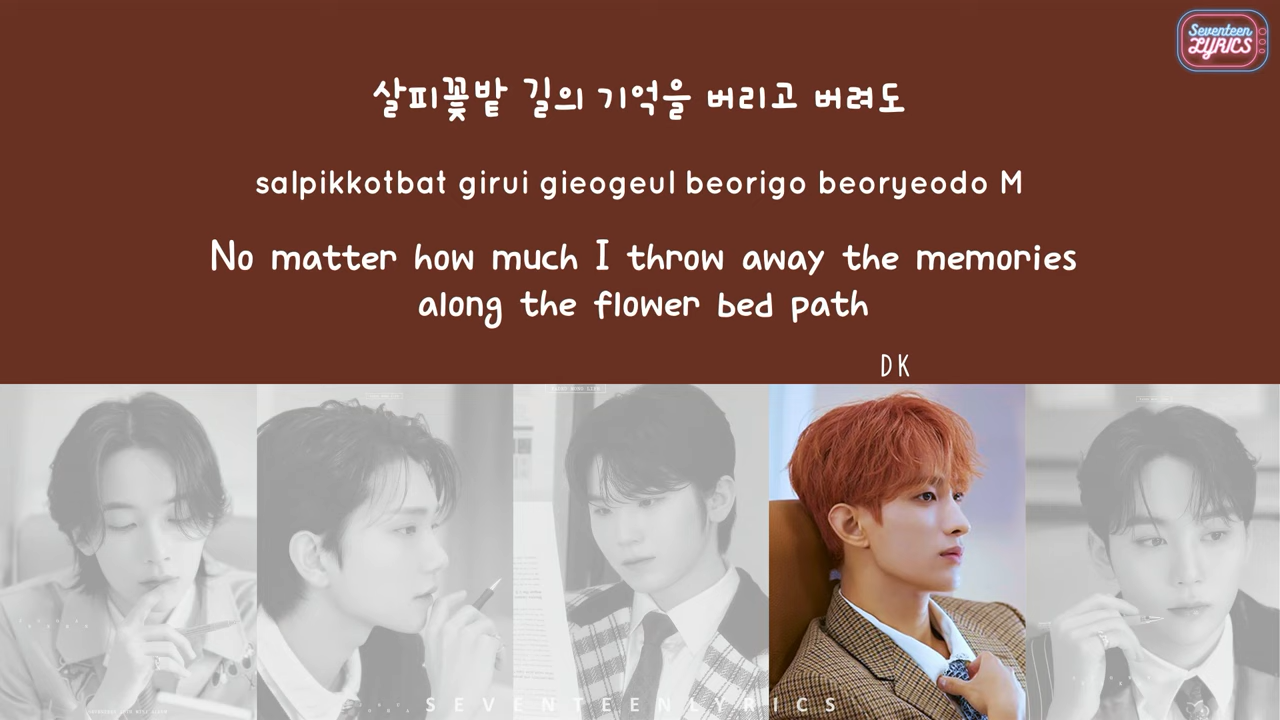 Seventeen
LYRICS
살피꽃밭 길의 기억을 버리고 버려도
salpikkotbat girui gieogeul beorigo beoryeodo M
No matter how much I throw away the memories
along the flower bed path
DK
SEVENTEENLYRICS